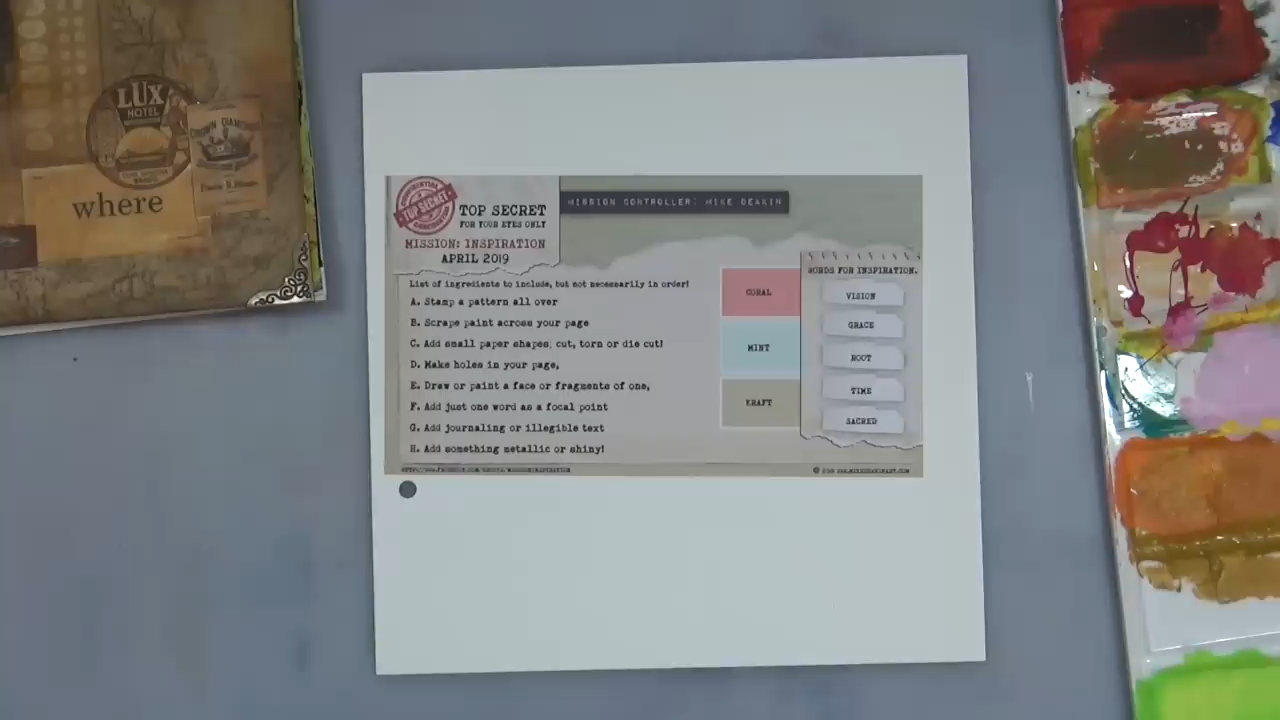 LUX
HOTEL
CROWN DIAMOND
where
TOP SECRET
TOP SECRET
FOR YOUR EYES ONLY
MISSION: INSPIRATION
APRIL 2019
MISSION CONTROLLER: MIKE DEAKIN
List of ingredients to include, but not necessarily in order!
A. Stamp a pattern all over
B. Scrape paint across your page
C. Add small paper shapes; cut, torn or die cut!
D. Make holes in your page,
E. Draw or paint a face or fragments of one,
F. Add just one word as a focal point
G. Add journaling or illegible text
H. Add something metallic or shiny!
CORAL
MINT
KRAFT
WORDS FOR INSPIRATION.
VISION
GRACE
ROOT
TIME
SACRED